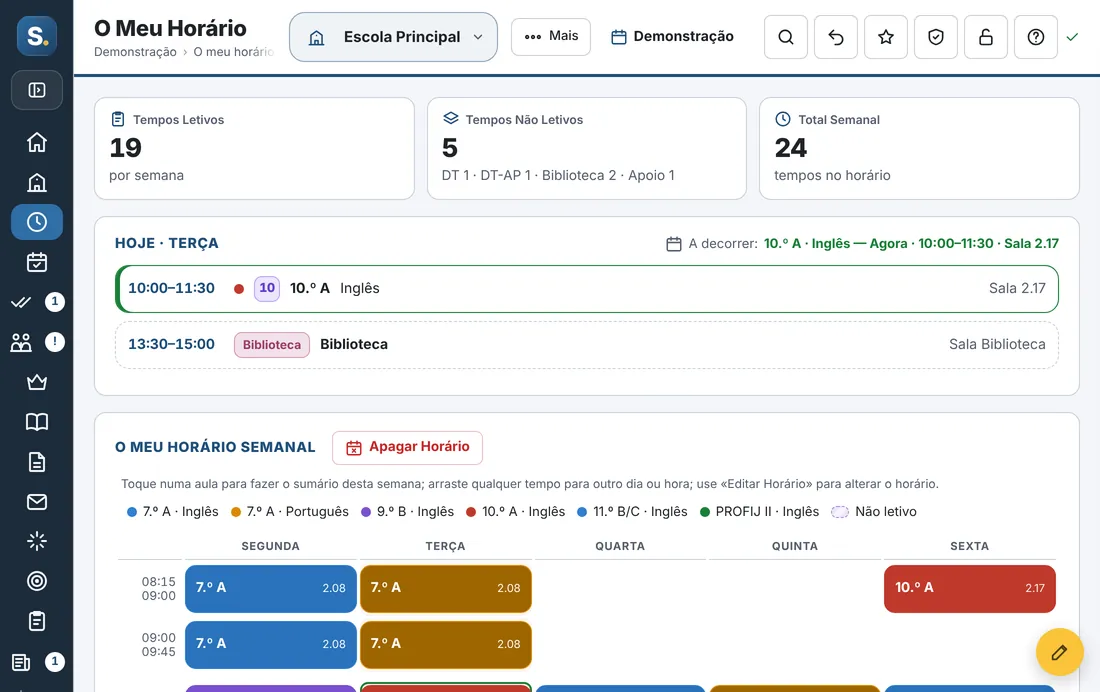 S.
O Meu Horário
Demonstração › O meu horário
Escola Principal
Mais
Demonstração
Tempos Letivos
19
por semana
Tempos Não Letivos
5
DT 1 · DT-AP 1 · Biblioteca 2 · Apoio 1
Total Semanal
24
tempos no horário
HOJE · TERÇA
A decorrer: 10.º A · Inglês — Agora · 10:00–11:30 · Sala 2.17
10:00–11:30 10 10.º A Inglês Sala 2.17
13:30–15:00 Biblioteca Biblioteca Sala Biblioteca
1
!
1
O MEU HORÁRIO SEMANAL
Apagar Horário
Toque numa aula para fazer o sumário desta semana; arraste qualquer tempo para outro dia ou hora; use «Editar Horário» para alterar o horário.
7.º A · Inglês 7.º A · Português 9.º B · Inglês 10.º A · Inglês 11.º B/C · Inglês PROFIJ II · Inglês Não letivo
SEGUNDA TERÇA QUARTA QUINTA SEXTA
08:15
09:00
7.º A 2.08 7.º A 2.08 10.º A 2.17
09:00
09:45
7.º A 2.08 7.º A 2.08